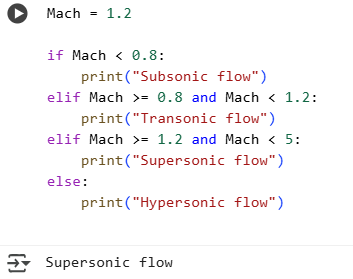 Mach = 1.2
if Mach < 0.8:
    print("Subsonic flow")
elif Mach >= 0.8 and Mach < 1.2:
    print("Transonic flow")
elif Mach >= 1.2 and Mach < 5:
    print("Supersonic flow")
else:
    print("Hypersonic flow")
Supersonic flow